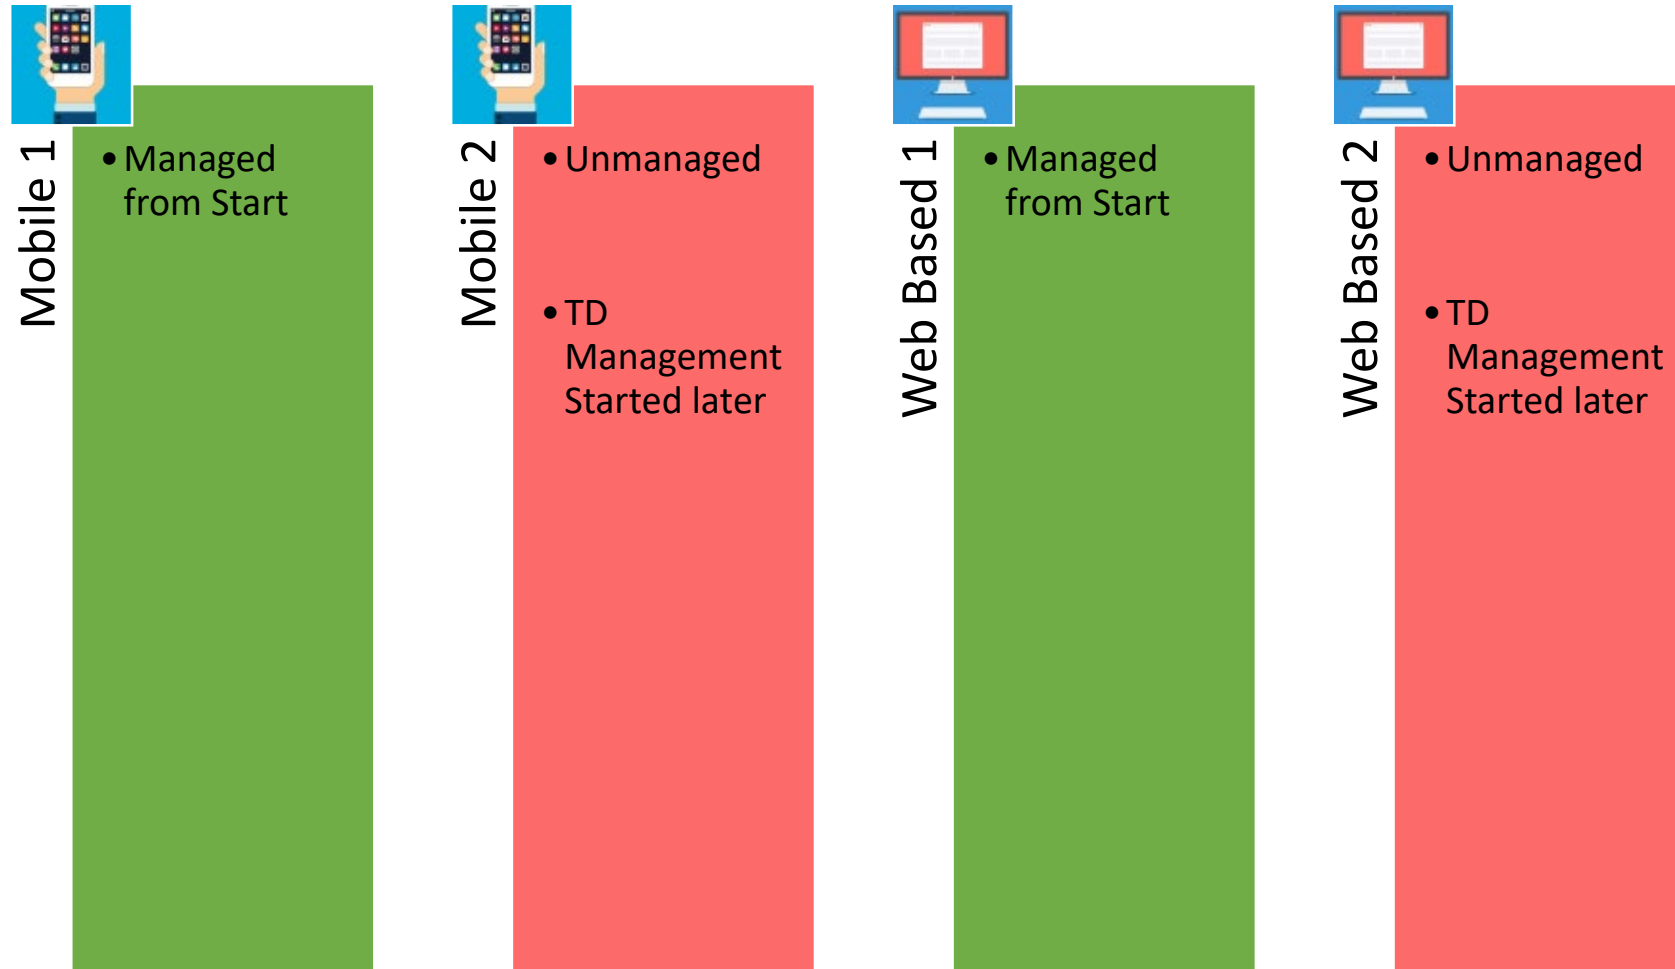 Mobile 1
• Managed
from Start
Mobile 2
• Unmanaged
• TD
Management
Started later
Web Based 1
• Managed
from Start
Web Based 2
• Unmanaged
• TD
Management
Started later